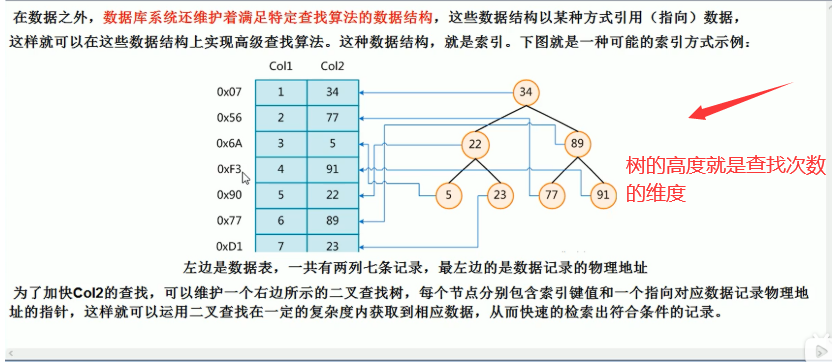 在数据之外，数据库系统还维护着满足特定查找算法的数据结构，这些数据结构以某种方式引用（指向）数据，
这样就可以在这些数据结构上实现高级查找算法。这种数据结构，就是索引。下图就是一种可能的索引方式示例：
Col1 Col2
0x07 1 34
0x56 2 77
0x6A 3 5
0xF3 4 91
0x90 5 22
0x77 6 89
0xD1 7 23
34
22 89
5 23 77 91
树的高度就是查找次数
的维度
左边是数据表，一共有两列七条记录，最左边的是数据记录的物理地址
为了加快Col2的查找，可以维护一个右边所示的二叉查找树，每个节点分别包含索引键值和一个指向对应数据记录物理地
址的指针，这样就可以运用二叉查找在一定的复杂度内获取到相应数据，从而快速的检索出符合条件的记录。